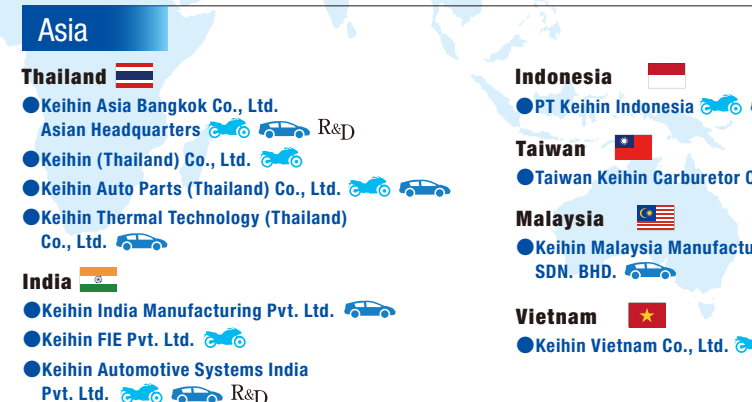 Asia
Thailand
●Keihin Asia Bangkok Co., Ltd.
Asian Headquarters R&D
●Keihin (Thailand) Co., Ltd.
●Keihin Auto Parts (Thailand) Co., Ltd.
●Keihin Thermal Technology (Thailand)
Co., Ltd.
India
●Keihin India Manufacturing Pvt. Ltd.
●Keihin FIE Pvt. Ltd.
●Keihin Automotive Systems India
Pvt. Ltd. R&D
Indonesia
●PT Keihin Indonesia
Taiwan
●Taiwan Keihin Carburetor C
Malaysia
●Keihin Malaysia Manufactu
SDN. BHD.
Vietnam
●Keihin Vietnam Co., Ltd.